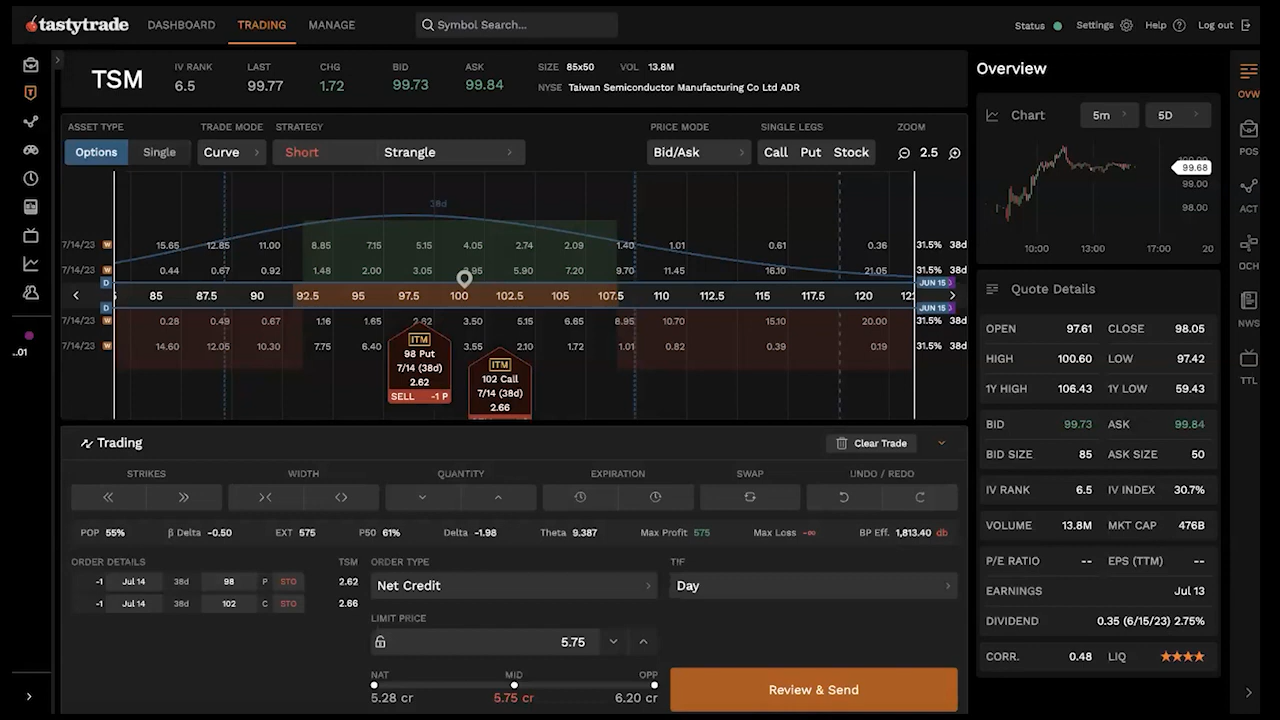 tastytrade DASHBOARD TRADING MANAGE Symbol Search... Status Settings Help Log out
TSM
IV RANK LAST CHG BID ASK SIZE 85x50 VOL 13.8M
6.5 99.77 1.72 99.73 99.84 NYSE Taiwan Semiconductor Manufacturing Co Ltd ADR
ASSET TYPE TRADE MODE STRATEGY PRICE MODE SINGLE LEGS ZOOM
Options Single Curve Short Strangle Bid/Ask Call Put Stock 2.5
38d
7/14/23 W 15.65 12.85 11.00 8.85 7.15 5.15 4.05 2.74 2.09 1.40 1.01 0.61 0.36 31.5% 38d
7/14/23 W 0.44 0.67 0.92 1.48 2.00 3.05 5.90 7.20 9.70 11.45 16.10 21.05 31.5% 38d
D JUN 15
85 87.5 90 92.5 95 97.5 100 102.5 105 107.5 110 112.5 115 117.5 120
D JUN 15
7/14/23 W 0.28 0.49 0.67 1.16 1.65 2.62 3.50 5.15 6.65 8.95 10.70 15.10 20.00 31.5% 38d
7/14/23 W 14.60 12.05 10.30 7.75 6.40 3.55 2.10 1.72 1.01 0.82 0.39 0.19 31.5% 38d
ITM
98 Put
7/14 (38d)
2.62
SELL -1 P
ITM
102 Call
7/14 (38d)
2.66
Trading Clear Trade
STRIKES WIDTH QUANTITY EXPIRATION SWAP UNDO / REDO
POP 55% β Delta -0.50 EXT 575 P50 61% Delta -1.98 Theta 9.387 Max Profit 575 Max Loss -∞ BP Eff. 1,813.40 db
ORDER DETAILS TSM ORDER TYPE TIF
-1 Jul 14 38d 98 P STO 2.62
-1 Jul 14 38d 102 C STO 2.66
Net Credit Day
LIMIT PRICE
5.75
NAT MID OPP
5.28 cr 5.75 cr 6.20 cr
Review & Send
..01
Overview
Chart 5m 5D
99.68
99.00
98.00
10:00 13:00 17:00 20
Quote Details
OPEN 97.61 CLOSE 98.05
HIGH 100.60 LOW 97.42
1Y HIGH 106.43 1Y LOW 59.43
BID 99.73 ASK 99.84
BID SIZE 85 ASK SIZE 50
IV RANK 6.5 IV INDEX 30.7%
VOLUME 13.8M MKT CAP 476B
P/E RATIO -- EPS (TTM) --
EARNINGS Jul 13
DIVIDEND 0.35 (6/15/23) 2.75%
CORR. 0.48 LIQ
OVW
POS
ACT
OCH
NWS
TTL